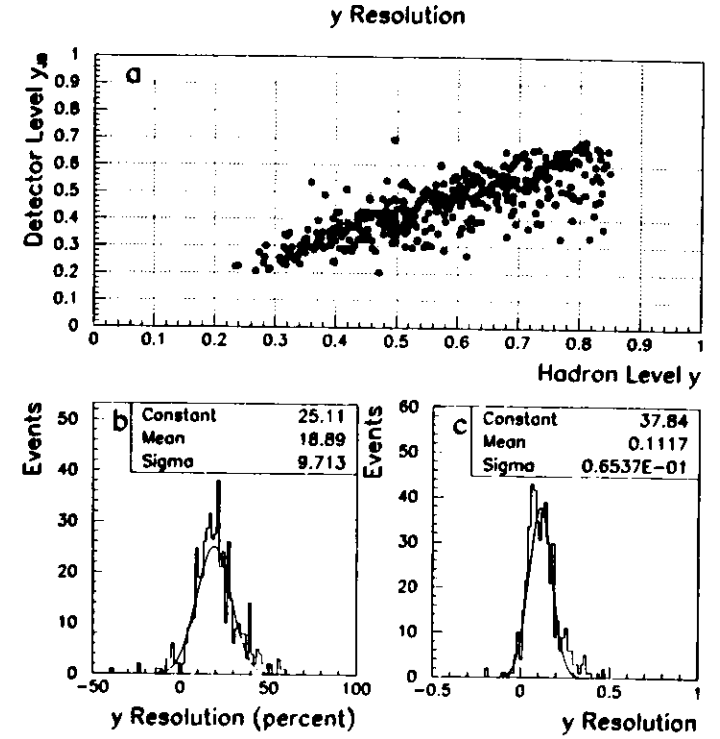 y Resolution
Detector Level y_JB
1
0.9
0.8
0.7
0.6
0.5
0.4
0.3
0.2
0.1
0
a
0 0.1 0.2 0.3 0.4 0.5 0.6 0.7 0.8 0.9 1
Hadron Level y
Events
50
40
30
20
10
0
b
Constant 25.11
Mean 18.89
Sigma 9.713
-50 0 50 100
y Resolution (percent)
Events
60
50
40
30
20
10
0
c
Constant 37.84
Mean 0.1117
Sigma 0.6537E-01
-0.5 0 0.5 1
y Resolution